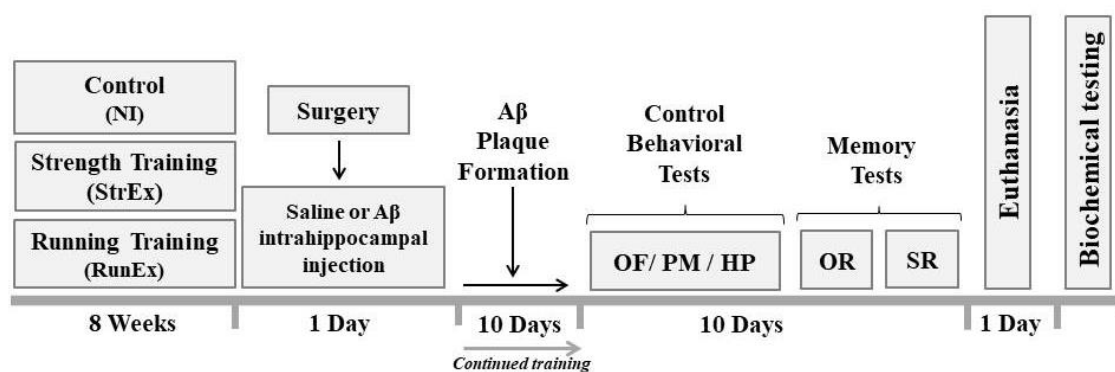 Control
(NI)
Strength Training
(StrEx)
Running Training
(RunEx)
Surgery
Saline or Aβ
intrahippocampal
injection
Aβ
Plaque
Formation
Control
Behavioral
Tests
OF/ PM / HP
Memory
Tests
OR
SR
Euthanasia
Biochemical testing
8 Weeks
1 Day
10 Days
10 Days
1 Day
Continued training